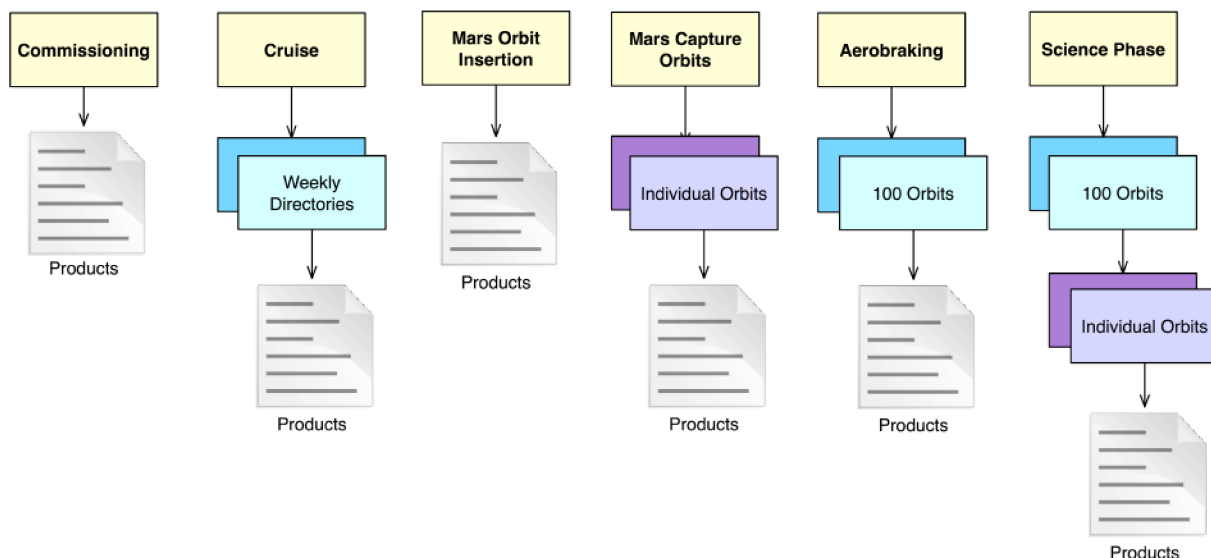 Commissioning
Cruise
Mars Orbit
Insertion
Mars Capture
Orbits
Aerobraking
Science Phase
Weekly
Directories
Individual Orbits
100 Orbits
100 Orbits
Products
Products
Products
Individual Orbits
Products
Products
Products
Products